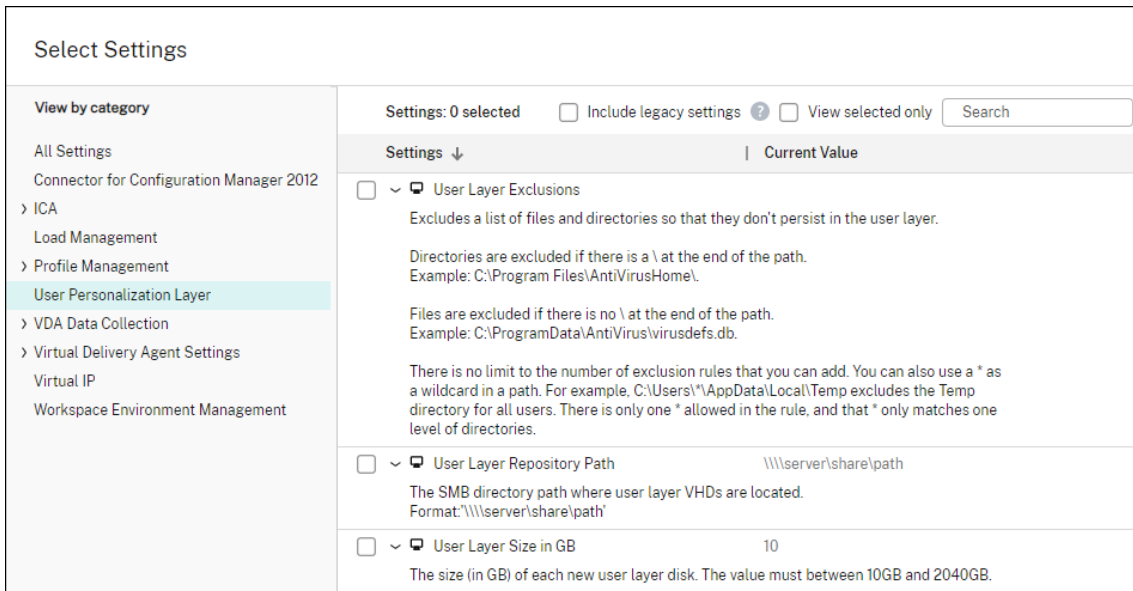 Select Settings
View by category
All Settings
Connector for Configuration Manager 2012
ICA
Load Management
Profile Management
User Personalization Layer
VDA Data Collection
Virtual Delivery Agent Settings
Virtual IP
Workspace Environment Management
Settings: 0 selected Include legacy settings ? View selected only Search
Settings ↓ | Current Value
User Layer Exclusions
Excludes a list of files and directories so that they don't persist in the user layer.
Directories are excluded if there is a \ at the end of the path.
Example: C:\Program Files\AntiVirusHome\.
Files are excluded if there is no \ at the end of the path.
Example: C:\ProgramData\AntiVirus\virusdefs.db.
There is no limit to the number of exclusion rules that you can add. You can also use a * as
a wildcard in a path. For example, C:\Users\*\AppData\Local\Temp excludes the Temp
directory for all users. There is only one * allowed in the rule, and that * only matches one
level of directories.
User Layer Repository Path \\\\server\share\path
The SMB directory path where user layer VHDs are located.
Format:'\\\\server\share\path'
User Layer Size in GB 10
The size (in GB) of each new user layer disk. The value must between 10GB and 2040GB.